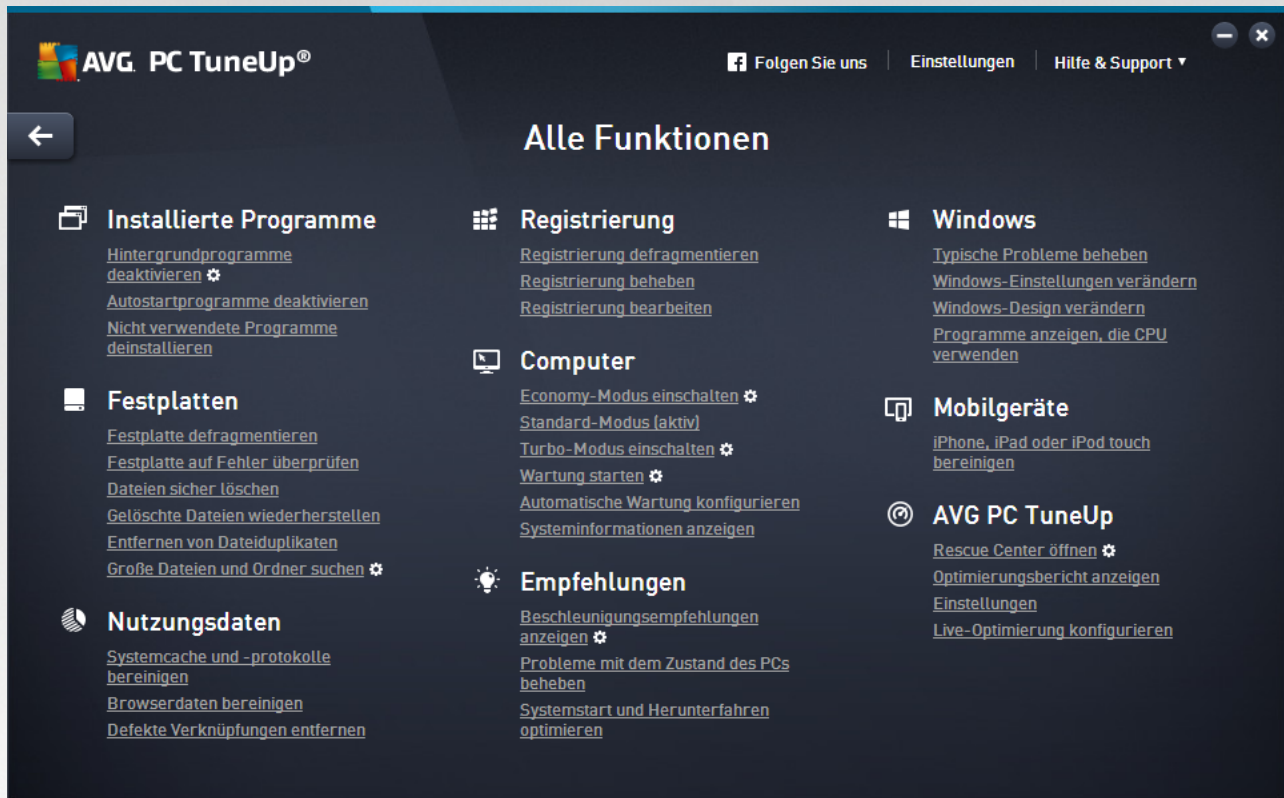 AVG PC TuneUp®
Folgen Sie uns
Einstellungen
Hilfe & Support
Alle Funktionen
Installierte Programme
Hintergrundprogramme
deaktivieren
Autostartprogramme deaktivieren
Nicht verwendete Programme
deinstallieren
Festplatten
Festplatte defragmentieren
Festplatte auf Fehler überprüfen
Dateien sicher löschen
Gelöschte Dateien wiederherstellen
Entfernen von Dateiduplikaten
Große Dateien und Ordner suchen
Nutzungsdaten
Systemcache und -protokolle
bereinigen
Browserdaten bereinigen
Defekte Verknüpfungen entfernen
Registrierung
Registrierung defragmentieren
Registrierung beheben
Registrierung bearbeiten
Computer
Economy-Modus einschalten
Standard-Modus (aktiv)
Turbo-Modus einschalten
Wartung starten
Automatische Wartung konfigurieren
Systeminformationen anzeigen
Empfehlungen
Beschleunigungsempfehlungen
anzeigen
Probleme mit dem Zustand des PCs
beheben
Systemstart und Herunterfahren
optimieren
Windows
Typische Probleme beheben
Windows-Einstellungen verändern
Windows-Design verändern
Programme anzeigen, die CPU
verwenden
Mobilgeräte
iPhone, iPad oder iPod touch
bereinigen
AVG PC TuneUp
Rescue Center öffnen
Optimierungsbericht anzeigen
Einstellungen
Live-Optimierung konfigurieren